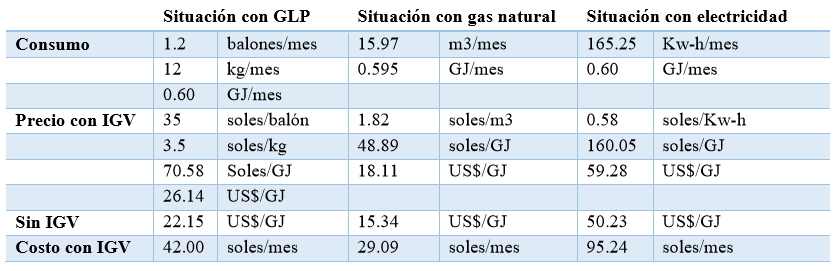 Situación con GLP Situación con gas natural Situación con electricidad
Consumo 1.2 balones/mes 15.97 m3/mes 165.25 Kw-h/mes
12 kg/mes 0.595 GJ/mes 0.60 GJ/mes
0.60 GJ/mes
Precio con IGV 35 soles/balón 1.82 soles/m3 0.58 soles/Kw-h
3.5 soles/kg 48.89 soles/GJ 160.05 soles/GJ
70.58 Soles/GJ 18.11 US$/GJ 59.28 US$/GJ
26.14 US$/GJ
Sin IGV 22.15 US$/GJ 15.34 US$/GJ 50.23 US$/GJ
Costo con IGV 42.00 soles/mes 29.09 soles/mes 95.24 soles/mes